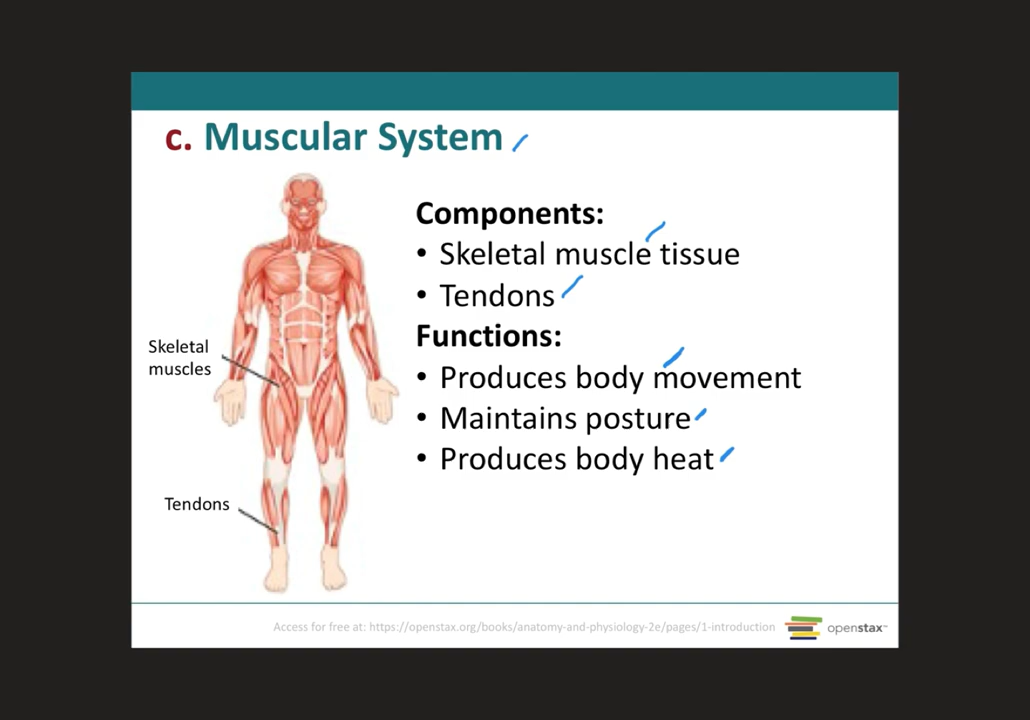 c. Muscular System
Components:
• Skeletal muscle tissue
• Tendons
Functions:
• Produces body movement
• Maintains posture
• Produces body heat
Skeletal
muscles
Tendons
Access for free at: https://openstax.org/books/anatomy-and-physiology-2e/pages/1-introduction
openstax™